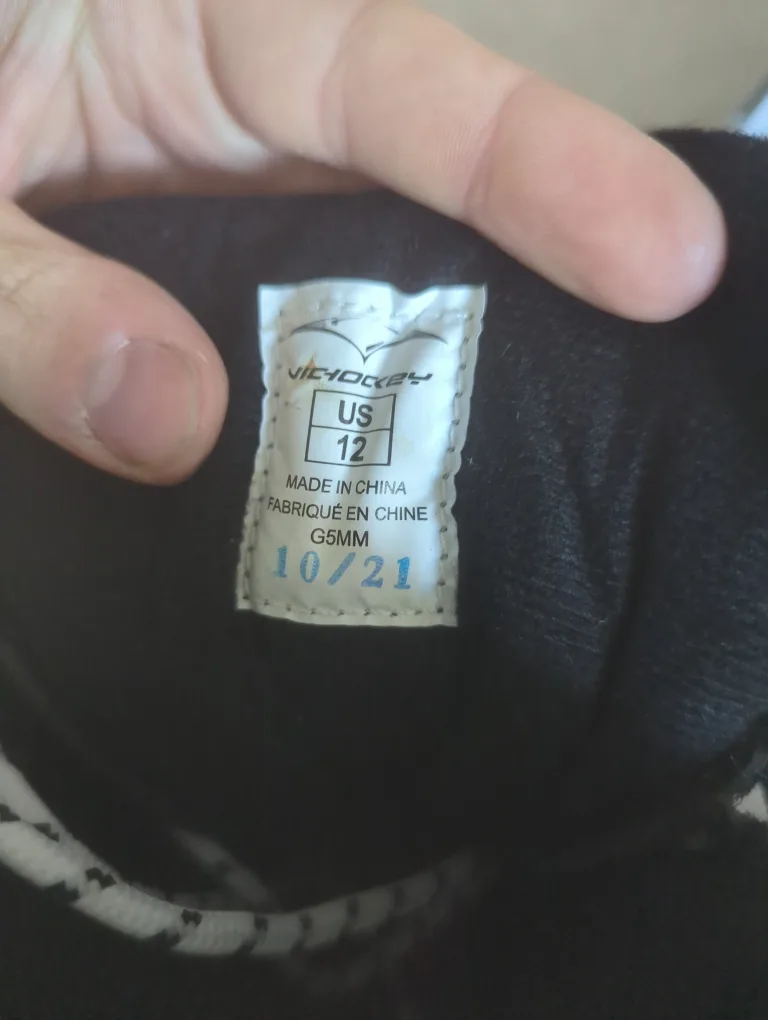 VICHOCKEY
US
12
MADE IN CHINA
FABRIQUÉ EN CHINE
G5MM
10/21